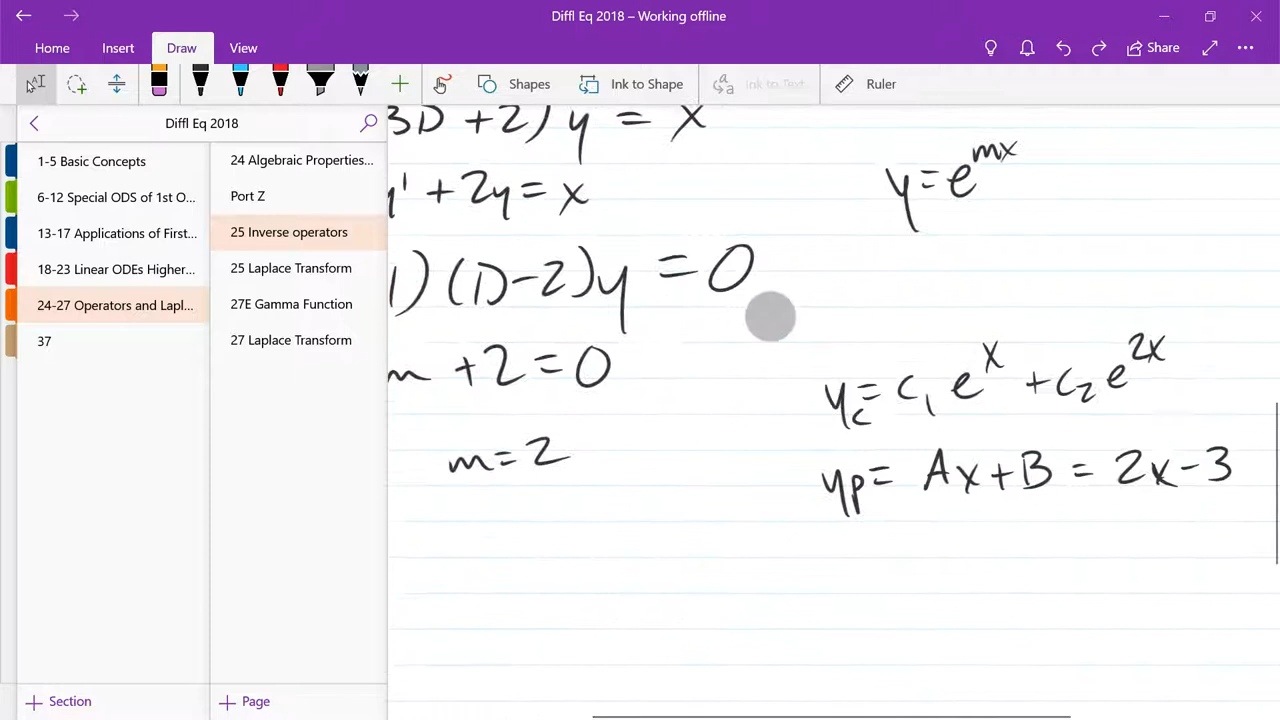 Diffl Eq 2018 – Working offline
Home Insert Draw View Share
Shapes Ink to Shape Ink to Text Ruler
Diffl Eq 2018
1-5 Basic Concepts
6-12 Special ODS of 1st O...
13-17 Applications of First...
18-23 Linear ODEs Higher...
24-27 Operators and Lapl...
37
24 Algebraic Properties...
Port Z
25 Inverse operators
25 Laplace Transform
27E Gamma Function
27 Laplace Transform
+ Section
+ Page
3D + 2) y = x
y' + 2y = x
1) (D-2)y = 0
m + 2 = 0
m = 2
y = e^{mx}
y_c = c_1 e^x + c_2 e^{2x}
y_p = Ax + B = 2x - 3